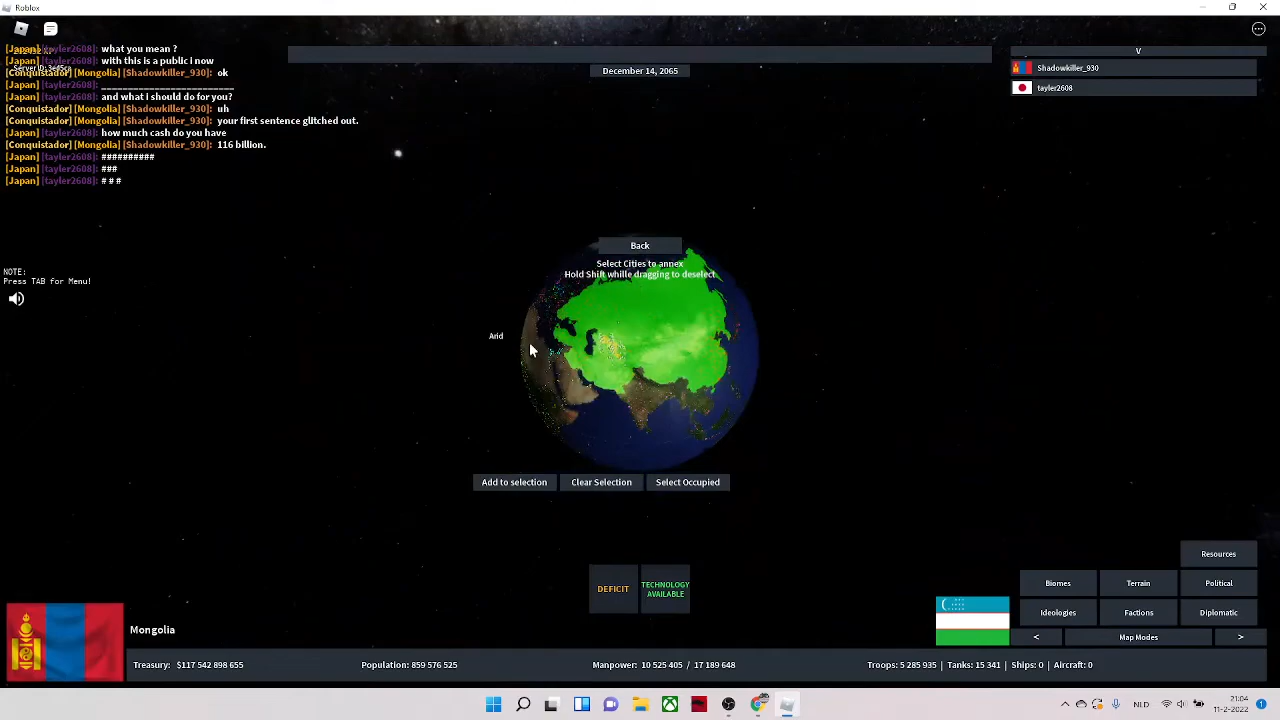 Roblox
[Japan] [tayler2608]: what you mean ?
[Japan] [tayler2608]: with this is a public i now
[Conquistador] [Mongolia] [Shadowkiller_930]: ok
[Japan] [tayler2608]: _________________________
[Japan] [tayler2608]: and what I should do for you?
[Conquistador] [Mongolia] [Shadowkiller_930]: uh
[Conquistador] [Mongolia] [Shadowkiller_930]: your first sentence glitched out.
[Japan] [tayler2608]: how much cash do you have
[Conquistador] [Mongolia] [Shadowkiller_930]: 116 billion.
[Japan] [tayler2608]: ##########
[Japan] [tayler2608]: ###
[Japan] [tayler2608]: # # #
December 14, 2065
V
Shadowkiller_930
tayler2608
NOTE:
Press TAB for Menu!
Back
Select Cities to annex
Hold Shift whille dragging to deselect
Arid
Add to selection
Clear Selection
Select Occupied
DEFICIT
TECHNOLOGY
AVAILABLE
Resources
Biomes
Terrain
Political
Ideologies
Factions
Diplomatic
<
Map Modes
>
Mongolia
Treasury: $117 542 898 655
Population: 859 576 525
Manpower: 10 525 405 / 17 189 648
Troops: 5 285 935 | Tanks: 15 341 | Ships: 0 | Aircraft: 0
NLD
21:04
11-2-2022